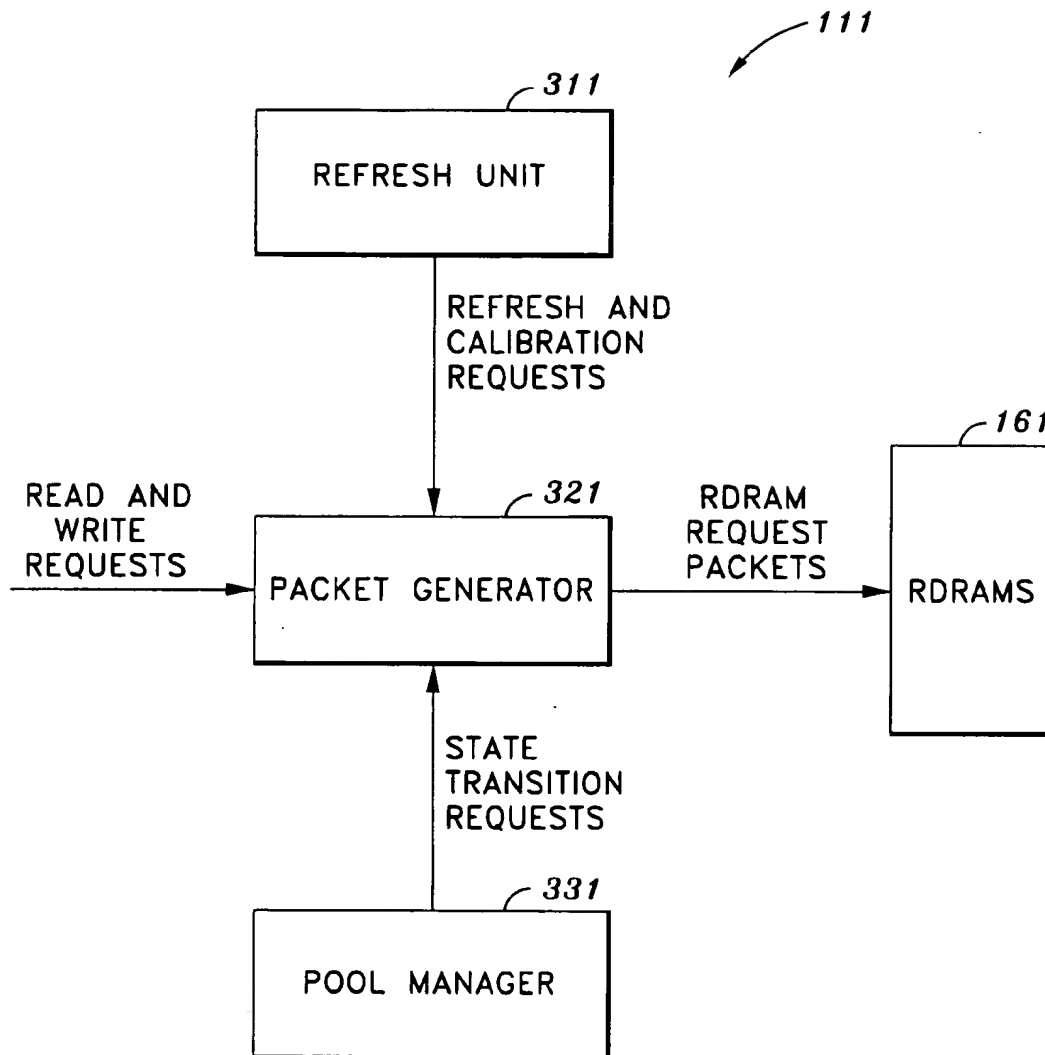 111
311
REFRESH UNIT
REFRESH AND
CALIBRATION
REQUESTS
161
READ AND
WRITE
REQUESTS
321
PACKET GENERATOR
RDRAM
REQUEST
PACKETS
RDRAMS
STATE
TRANSITION
REQUESTS
331
POOL MANAGER